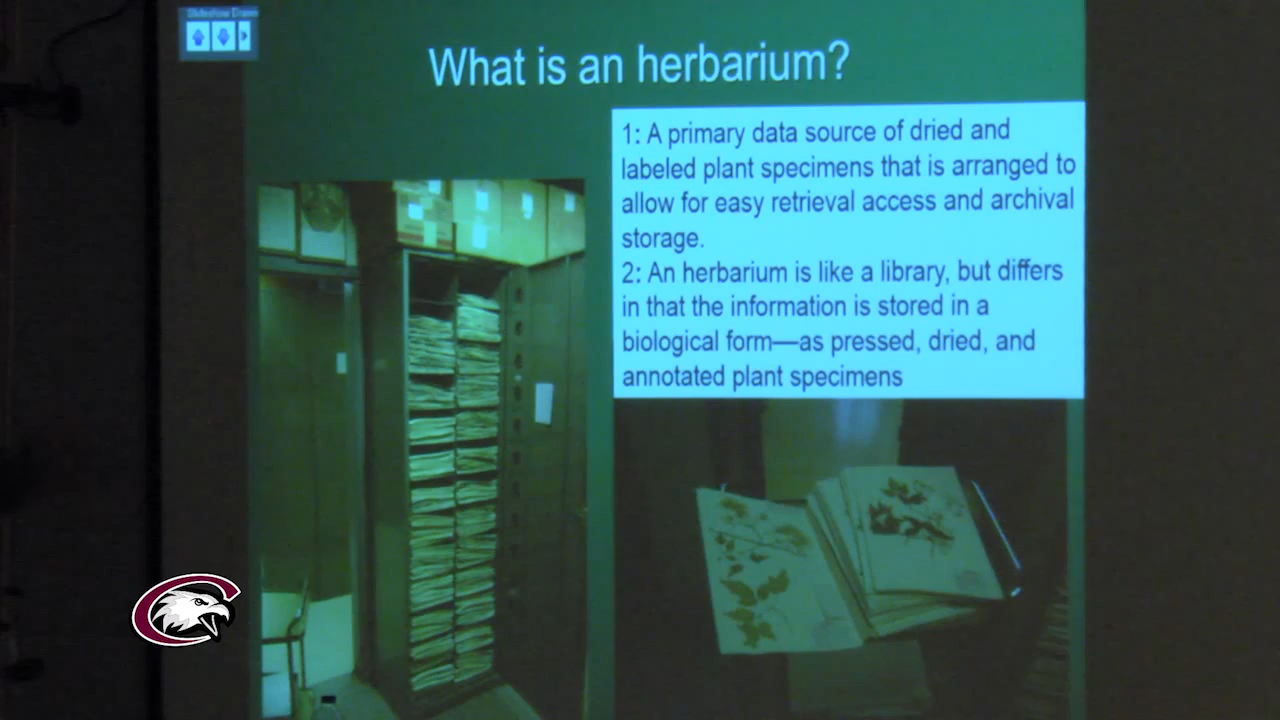 Slideshow Draws
What is an herbarium?
1: A primary data source of dried and
labeled plant specimens that is arranged to
allow for easy retrieval access and archival
storage.
2: An herbarium is like a library, but differs
in that the information is stored in a
biological form—as pressed, dried, and
annotated plant specimens